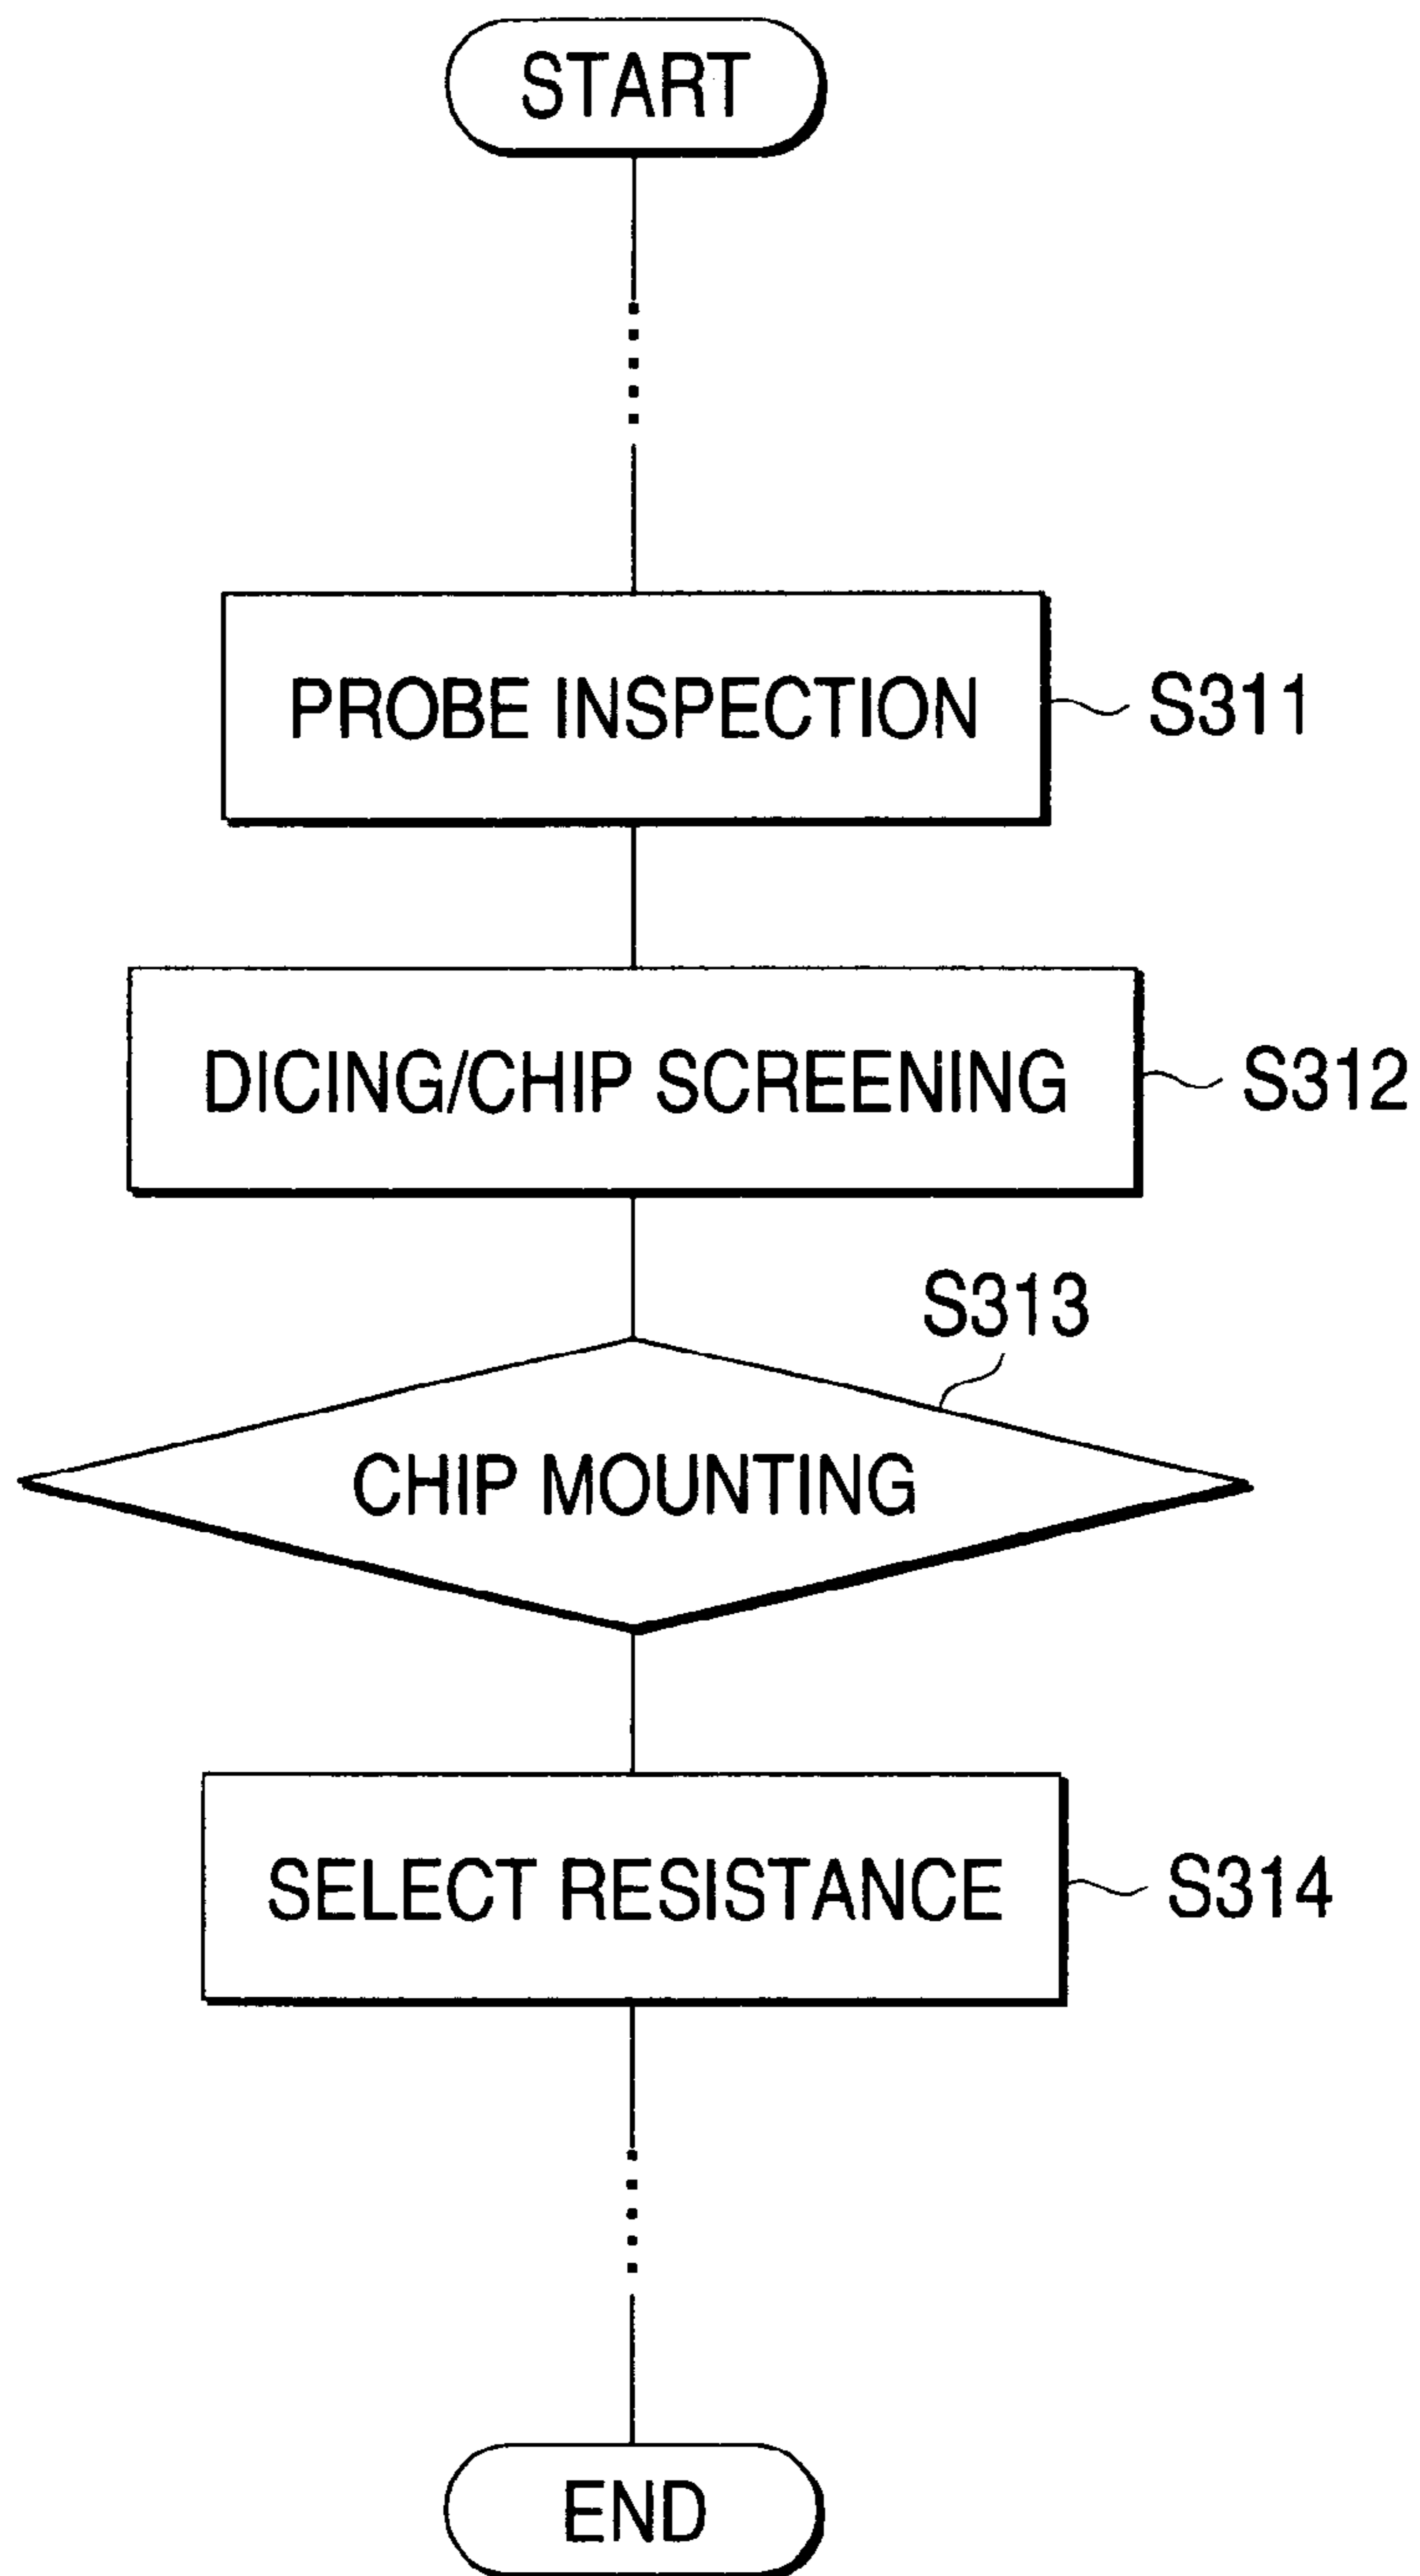 START
PROBE INSPECTION
S311
DICING/CHIP SCREENING
S312
S313
CHIP MOUNTING
SELECT RESISTANCE
S314
END